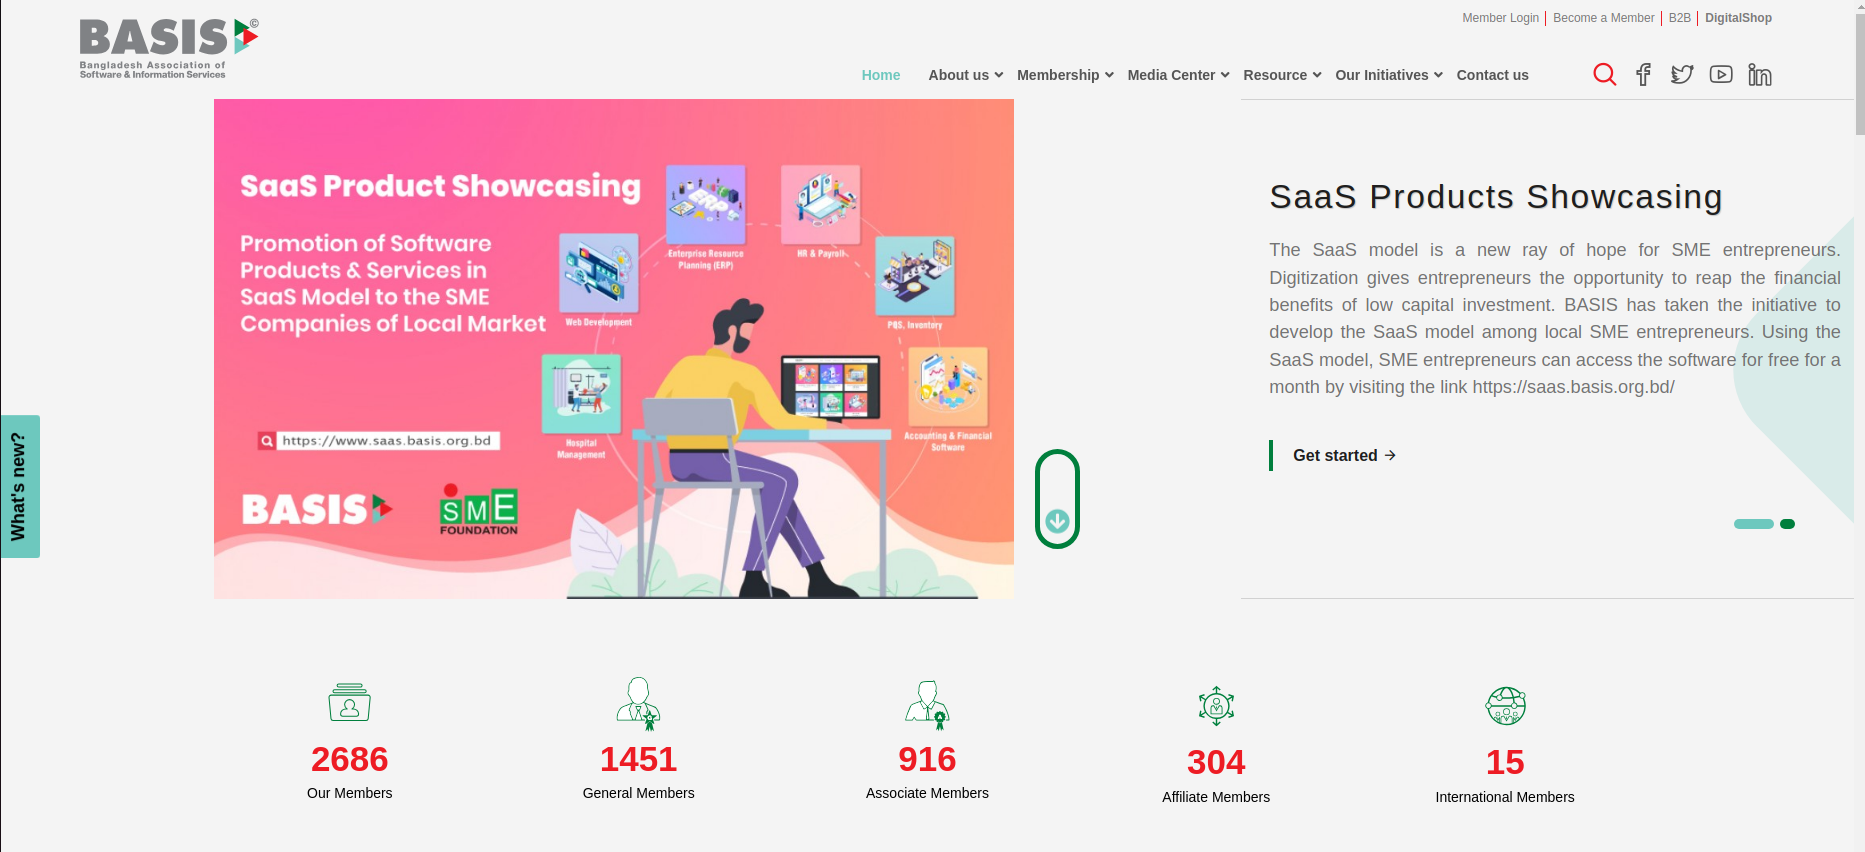 BASIS ©
Bangladesh Association of
Software & Information Services
Member Login
Become a Member
B2B
DigitalShop
Home
About us
Membership
Media Center
Resource
Our Initiatives
Contact us
SaaS Product Showcasing
Promotion of Software
Products & Services in
SaaS Model to the SME
Companies of Local Market
https://www.saas.basis.org.bd
BASIS
SME
FOUNDATION
ERP
Enterprise Resource
Planning (ERP)
HR & Payroll
Web Development
POS, Inventory
Hospital
Management
Accounting & Financial
Software
What's new?
SaaS Products Showcasing
The SaaS model is a new ray of hope for SME entrepreneurs.
Digitization gives entrepreneurs the opportunity to reap the financial
benefits of low capital investment. BASIS has taken the initiative to
develop the SaaS model among local SME entrepreneurs. Using the
SaaS model, SME entrepreneurs can access the software for free for a
month by visiting the link https://saas.basis.org.bd/
Get started →
2686
Our Members
1451
General Members
916
Associate Members
304
Affiliate Members
15
International Members